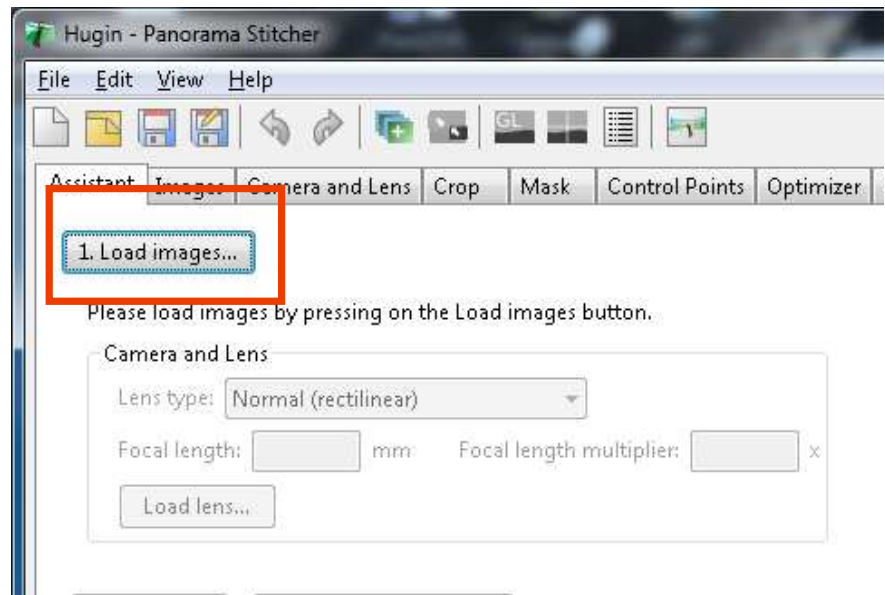 Hugin - Panorama Stitcher
File Edit View Help
GL
Assistant Images Camera and Lens Crop Mask Control Points Optimizer
1. Load images...
Please load images by pressing on the Load images button.
Camera and Lens
Lens type: Normal (rectilinear)
Focal length: mm Focal length multiplier: x
Load lens...